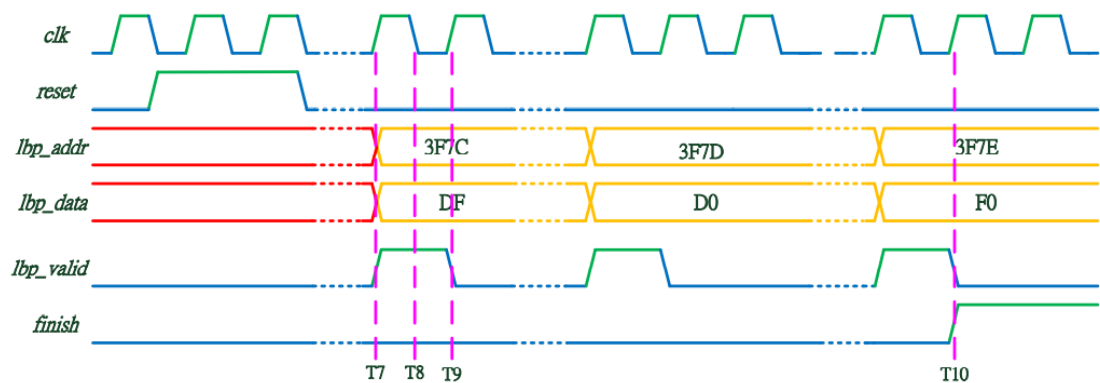 clk
reset
lbp_addr 3F7C 3F7D 3F7E
lbp_data DF D0 F0
lbp_valid
finish
T7 T8 T9 T10